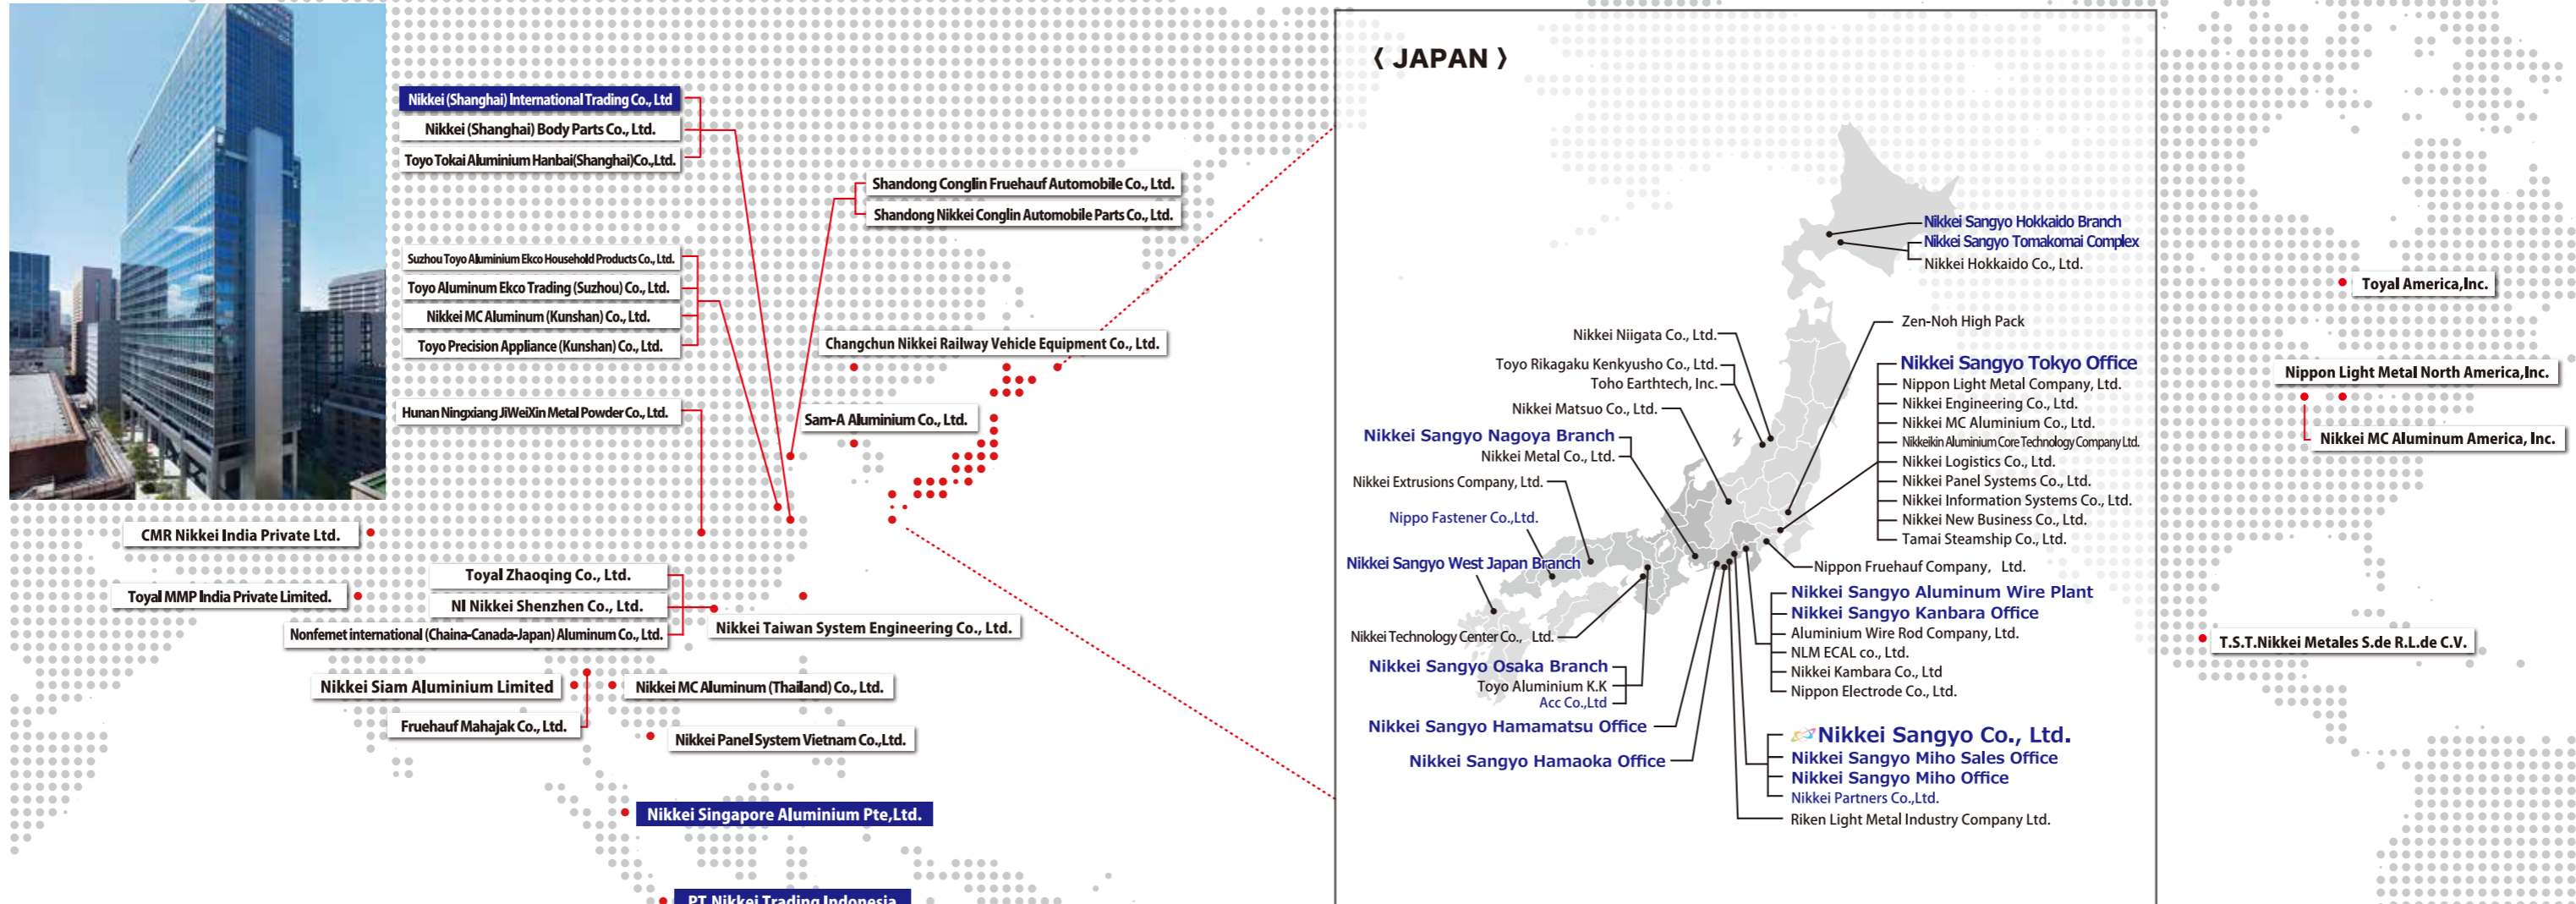 Nikkei (Shanghai) International Trading Co., Ltd
Nikkei (Shanghai) Body Parts Co., Ltd.
Toyo Tokai Aluminium Hanbai(Shanghai)Co.,Ltd.
Shandong Conglin Fruehauf Automobile Co., Ltd.
Shandong Nikkei Conglin Automobile Parts Co., Ltd.
Suzhou Toyo Aluminium Ekco Household Products Co., Ltd.
Toyo Aluminum Ekco Trading (Suzhou) Co., Ltd.
Nikkei MC Aluminum (Kunshan) Co., Ltd.
Toyo Precision Appliance (Kunshan) Co., Ltd.
Changchun Nikkei Railway Vehicle Equipment Co., Ltd.
Hunan Ningxiang JiWeiXin Metal Powder Co., Ltd.
Sam-A Aluminium Co., Ltd.
CMR Nikkei India Private Ltd.
Toyal MMP India Private Limited.
Toyal Zhaoqing Co., Ltd.
Nl Nikkei Shenzhen Co., Ltd.
Nonfemet international (Chaina-Canada-Japan) Aluminum Co., Ltd.
Nikkei Taiwan System Engineering Co., Ltd.
Nikkei Siam Aluminium Limited
Nikkei MC Aluminum (Thailand) Co., Ltd.
Fruehauf Mahajak Co., Ltd.
Nikkei Panel System Vietnam Co.,Ltd.
Nikkei Singapore Aluminium Pte,Ltd.
PT. Nikkei Trading Indonesia
⟨ JAPAN ⟩
Nikkei Sangyo Hokkaido Branch
Nikkei Sangyo Tomakomai Complex
Nikkei Hokkaido Co., Ltd.
Nikkei Niigata Co., Ltd.
Toyo Rikagaku Kenkyusho Co., Ltd.
Toho Earthtech, Inc.
Nikkei Matsuo Co., Ltd.
Nikkei Sangyo Nagoya Branch
Nikkei Metal Co., Ltd.
Nikkei Extrusions Company, Ltd.
Nippo Fastener Co.,Ltd.
Nikkei Sangyo West Japan Branch
Nikkei Technology Center Co., Ltd.
Nikkei Sangyo Osaka Branch
Toyo Aluminium K.K
Acc Co.,Ltd
Nikkei Sangyo Hamamatsu Office
Nikkei Sangyo Hamaoka Office
Zen-Noh High Pack
Nikkei Sangyo Tokyo Office
Nippon Light Metal Company, Ltd.
Nikkei Engineering Co., Ltd.
Nikkei MC Aluminium Co., Ltd.
Nikkeikin Aluminium Core Technology Company Ltd.
Nikkei Logistics Co., Ltd.
Nikkei Panel Systems Co., Ltd.
Nikkei Information Systems Co., Ltd.
Nikkei New Business Co., Ltd.
Tamai Steamship Co., Ltd.
Nippon Fruehauf Company, Ltd.
Nikkei Sangyo Aluminum Wire Plant
Nikkei Sangyo Kanbara Office
Aluminium Wire Rod Company, Ltd.
NLM ECAL co., Ltd.
Nikkei Kambara Co., Ltd
Nippon Electrode Co., Ltd.
Nikkei Sangyo Co., Ltd.
Nikkei Sangyo Miho Sales Office
Nikkei Sangyo Miho Office
Nikkei Partners Co.,Ltd.
Riken Light Metal Industry Company Ltd.
Toyal America,Inc.
Nippon Light Metal North America,Inc.
Nikkei MC Aluminum America, Inc.
T.S.T.Nikkei Metales S.de R.L.de C.V.